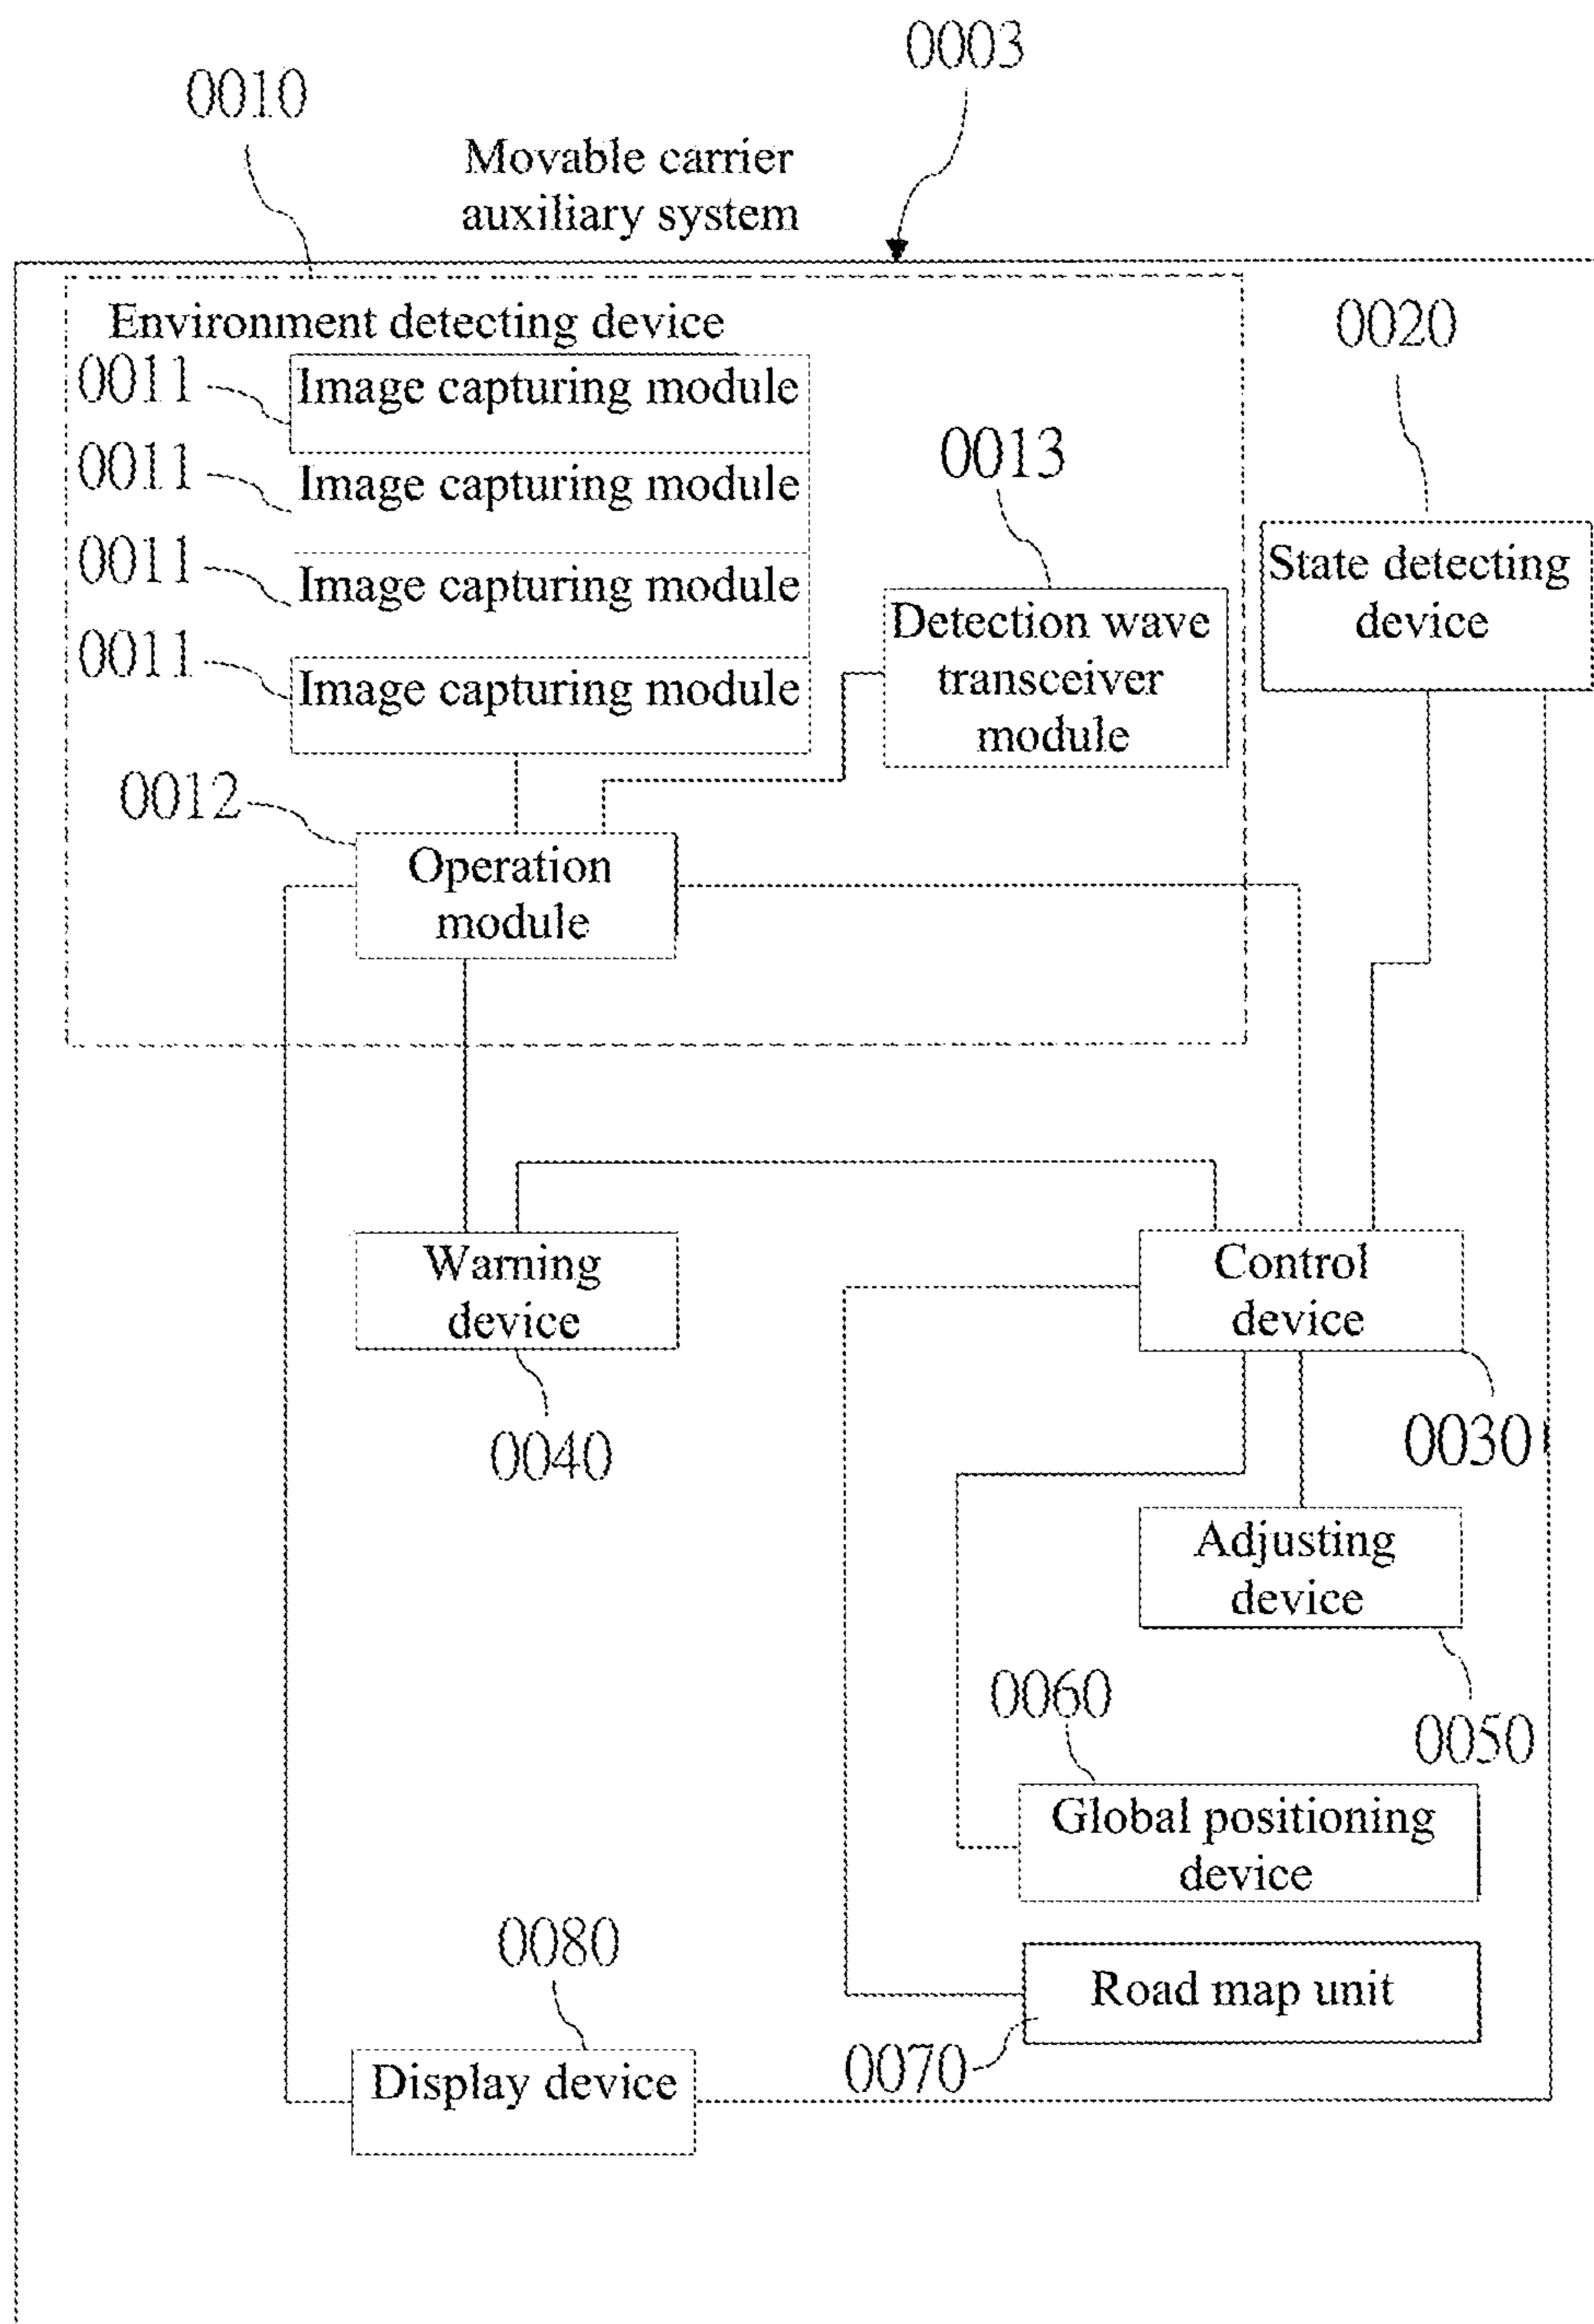 0003
0010
Movable carrier
auxiliary system
Environment detecting device
0020
0011
Image capturing module
0011
Image capturing module
0013
0011
Image capturing module
State detecting
device
Detection wave
transceiver
module
0011
Image capturing module
0012
Operation
module
Warning
device
Control
device
0040
0030
Adjusting
device
0060
0050
Global positioning
device
0080
Road map unit
0070
Display device